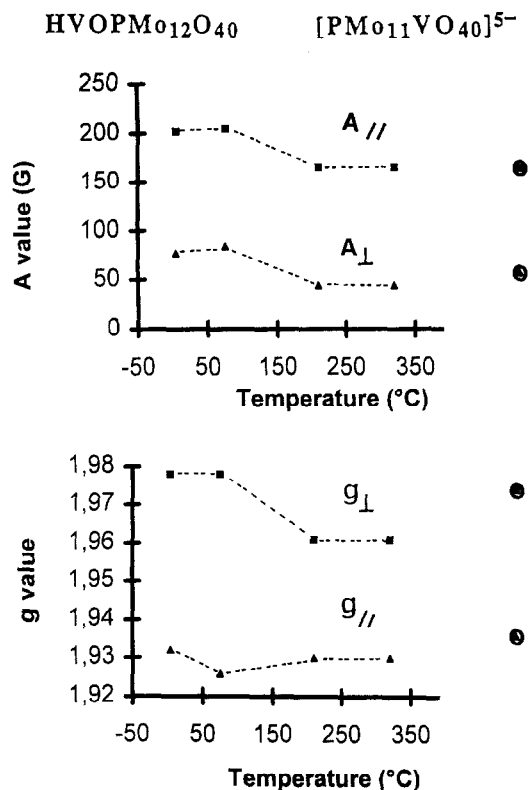 HVOPMo₁₂O₄₀ [PMo₁₁VO₄₀]⁵⁻
250
200
150
100
50
0
A value (G)
A //
A⊥
-50 50 150 250 350
Temperature (°C)
1,98
1,97
1,96
1,95
1,94
1,93
1,92
g value
g⊥
g //
-50 50 150 250 350
Temperature (°C)